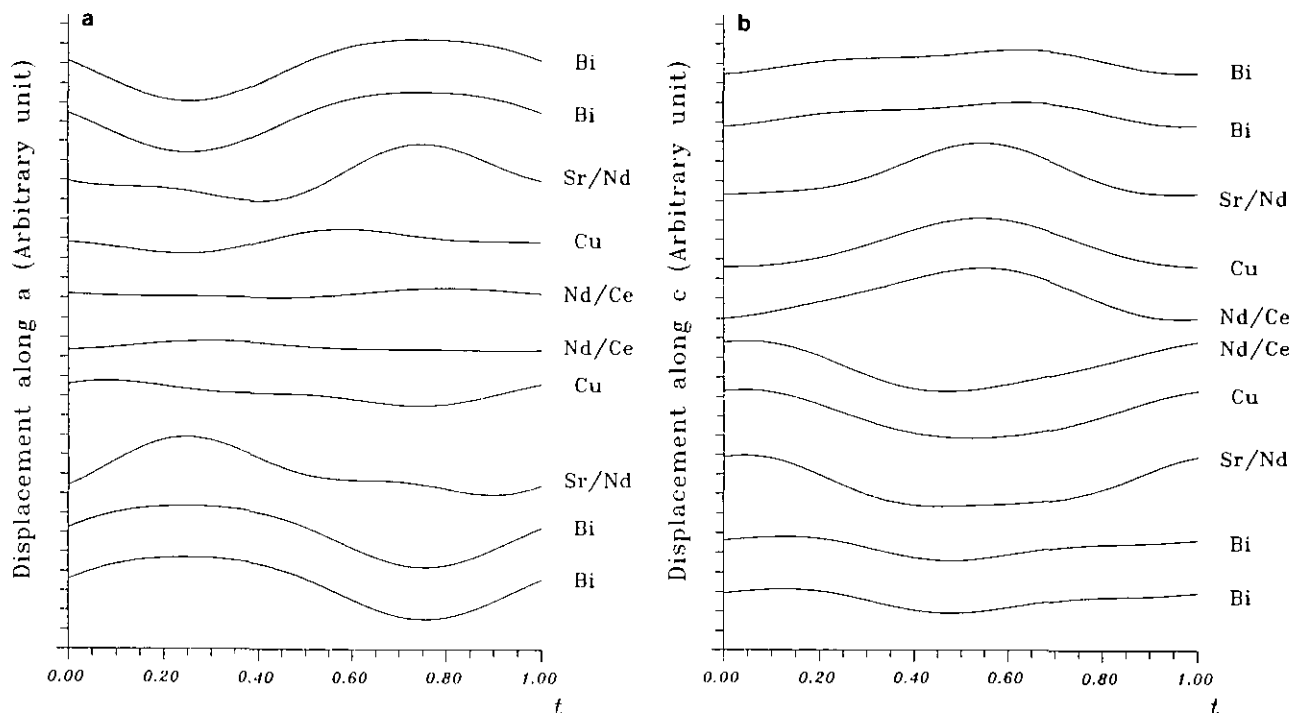 a
Displacement along a (Arbitrary unit)
Bi
Bi
Sr/Nd
Cu
Nd/Ce
Nd/Ce
Cu
Sr/Nd
Bi
Bi
0.00 0.20 0.40 0.60 0.80 1.00
t
b
Displacement along c (Arbitrary unit)
Bi
Bi
Sr/Nd
Cu
Nd/Ce
Nd/Ce
Cu
Sr/Nd
Bi
Bi
0.00 0.20 0.40 0.60 0.80 1.00
t